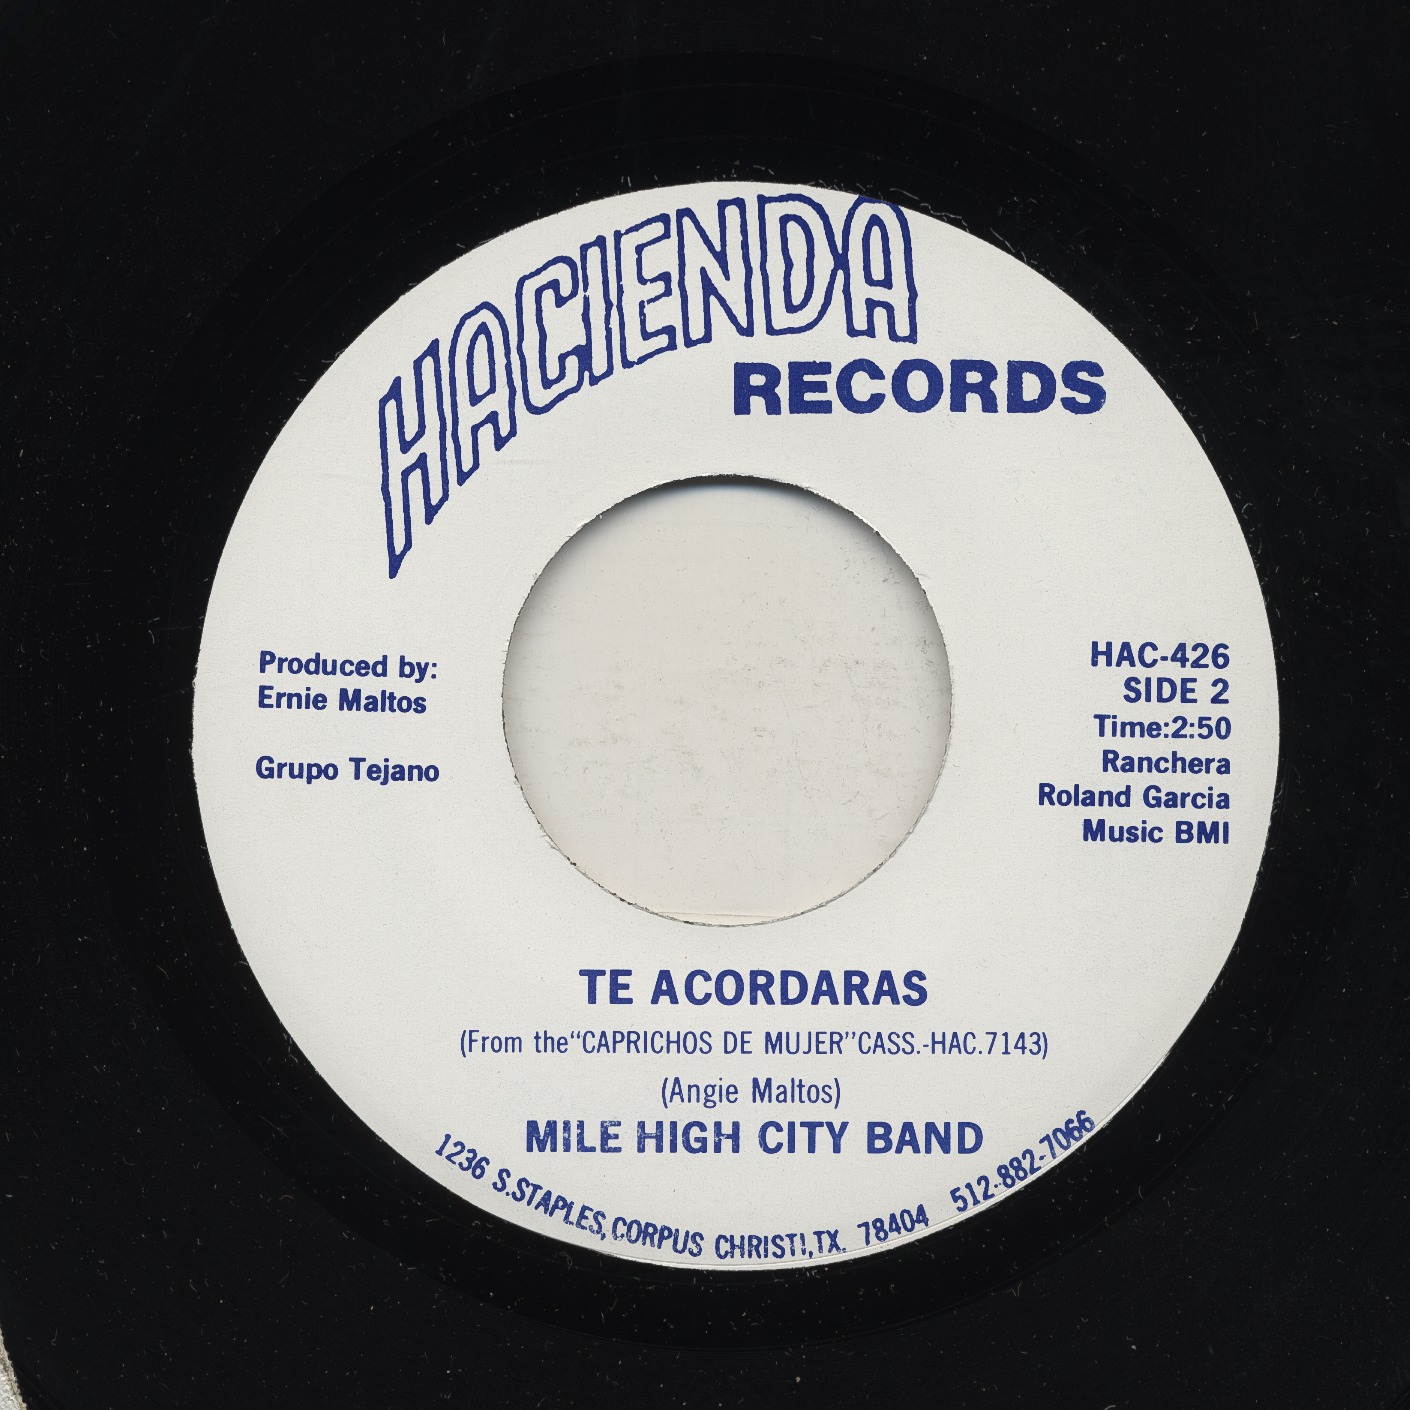 HACIENDA
RECORDS
Produced by:
Ernie Maltos
Grupo Tejano
HAC-426
SIDE 2
Time:2:50
Ranchera
Roland Garcia
Music BMI
TE ACORDARAS
(From the"CAPRICHOS DE MUJER"CASS.-HAC.7143)
(Angie Maltos)
MILE HIGH CITY BAND
1236 S.STAPLES, CORPUS CHRISTI,TX. 78404 512-882-7066